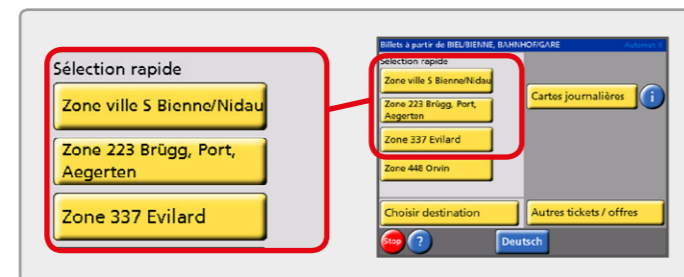 Sélection rapide
Zone ville S Bienne/Nidau
Zone 223 Brügg, Port,
Aegerten
Zone 337 Evilard
Billets à partir de BIEL/BIENNE, BAHNHOF/GARE
Sélection rapide
Zone ville S Bienne/Nidau
Zone 223 Brügg, Port,
Aegerten
Zone 337 Evilard
Zone 448 Orvin
Choisir destination
Cartes journalières i
Autres tickets / offres
Stop ? Deutsch